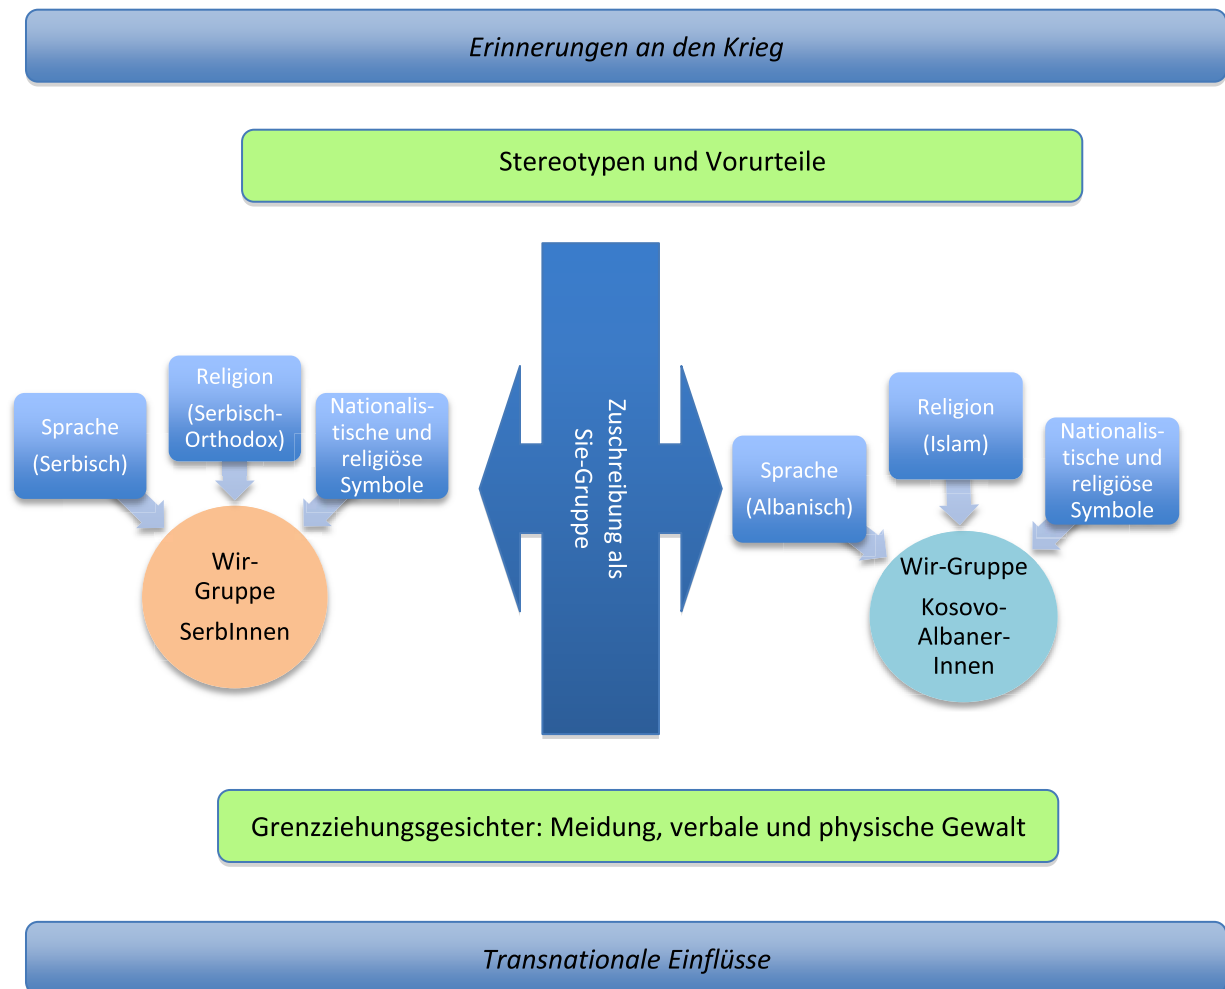 Erinnerungen an den Krieg
Stereotypen und Vorurteile
Sprache
(Serbisch)
Religion
(Serbisch-
Orthodox)
Nationalis-
tische und
religiöse
Symbole
Wir-
Gruppe
SerbInnen
Zuschreibung als
Sie-Gruppe
Sprache
(Albanisch)
Religion
(Islam)
Nationalis-
tische und
religiöse
Symbole
Wir-Gruppe
Kosovo-
Albaner-
Innen
Grenzziehungsgesichter: Meidung, verbale und physische Gewalt
Transnationale Einflüsse